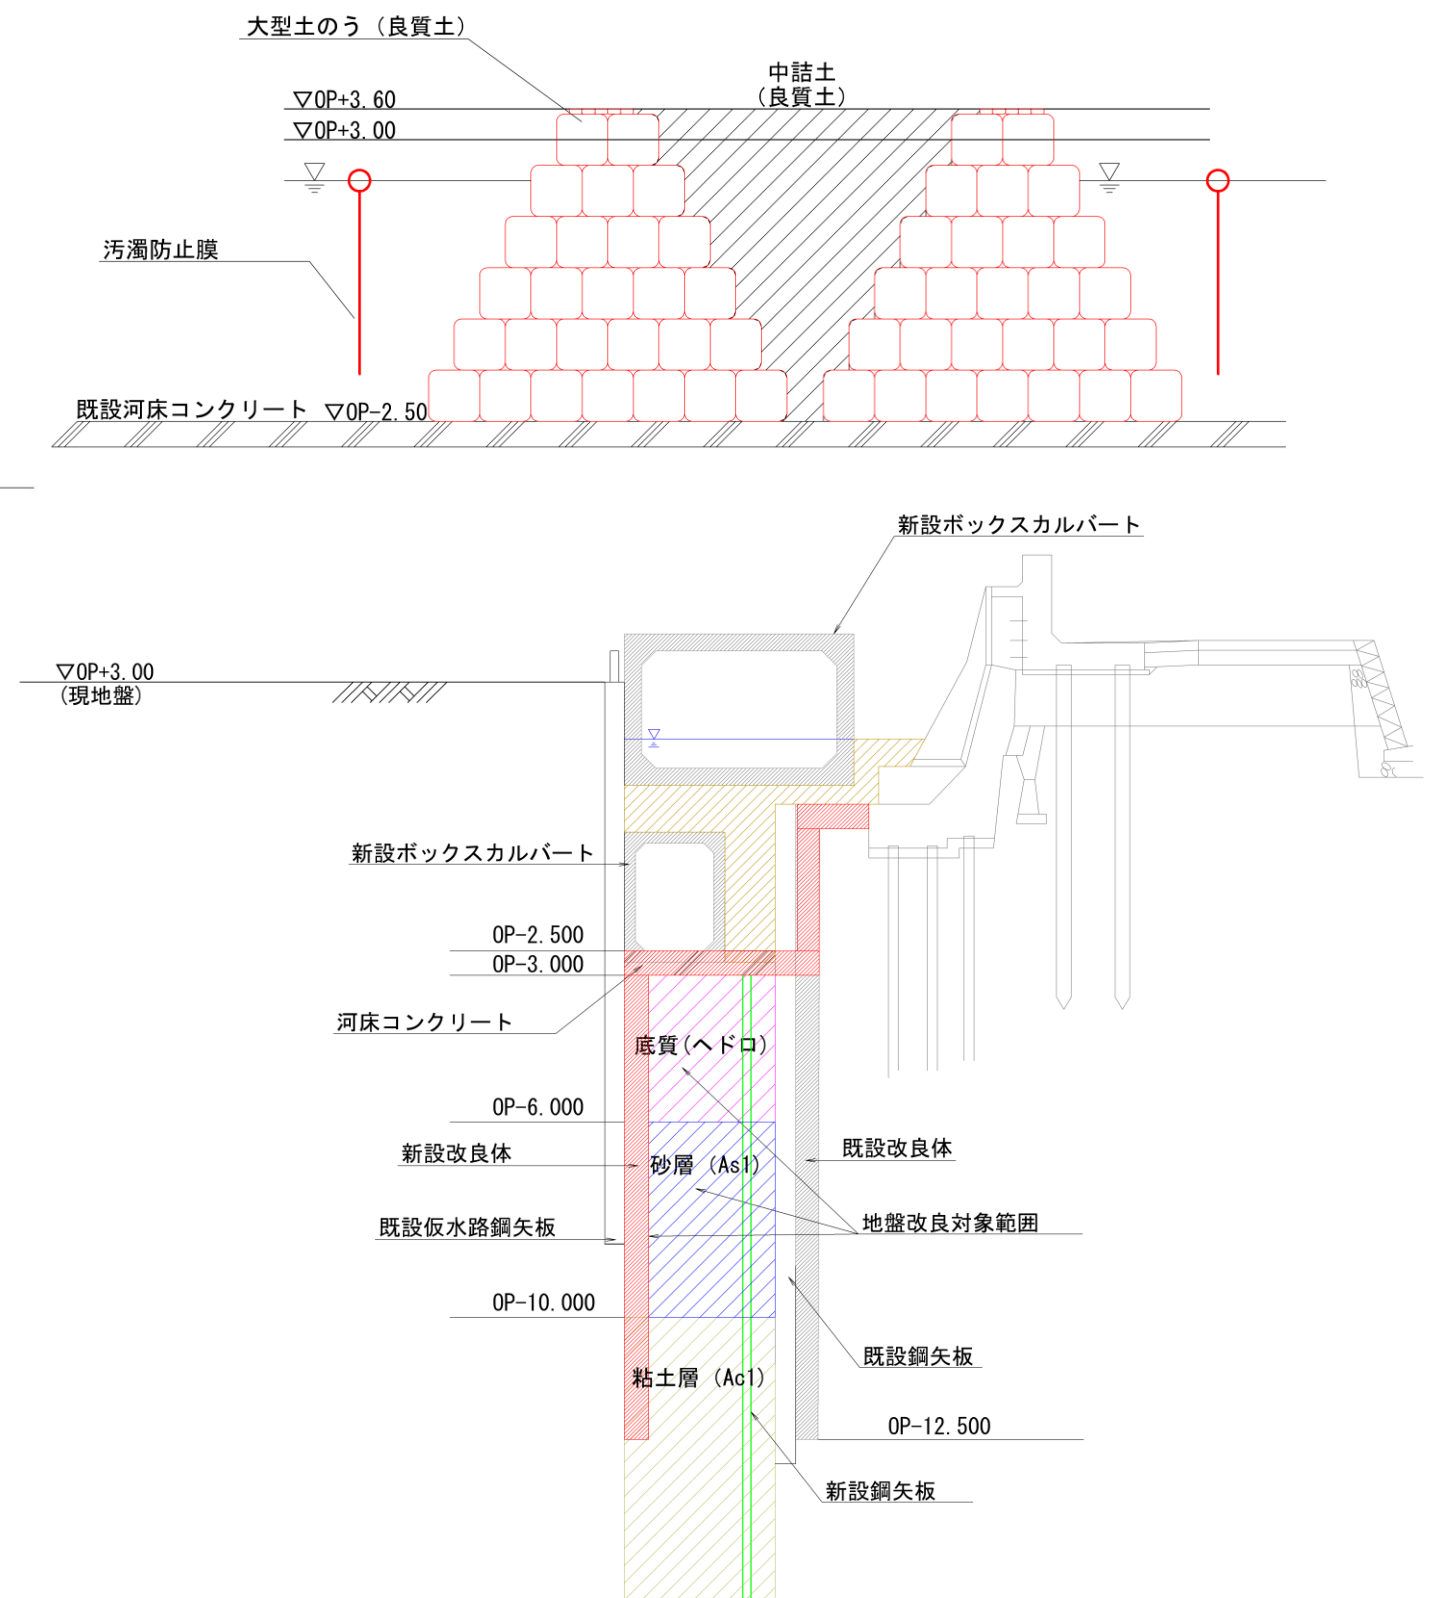 大型土のう（良質土）
中詰土
（良質土）
▽OP+3.60
▽OP+3.00
汚濁防止膜
既設河床コンクリート ▽OP-2.50
新設ボックスカルバート
▽OP+3.00
(現地盤)
新設ボックスカルバート
OP-2.500
OP-3.000
河床コンクリート
底質(ヘドロ)
OP-6.000
新設改良体
砂層（As1）
既設改良体
既設仮水路鋼矢板
地盤改良対象範囲
OP-10.000
既設鋼矢板
粘土層（Ac1）
OP-12.500
新設鋼矢板